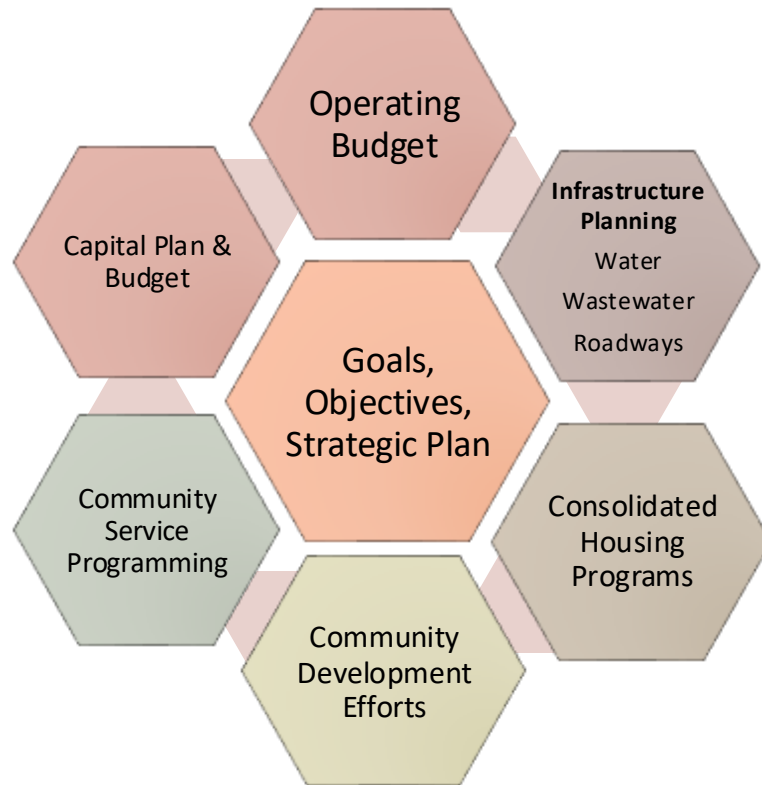 Operating
Budget
Infrastructure
Planning
Water
Wastewater
Roadways
Capital Plan &
Budget
Goals,
Objectives,
Strategic Plan
Community
Service
Programming
Consolidated
Housing
Programs
Community
Development
Efforts